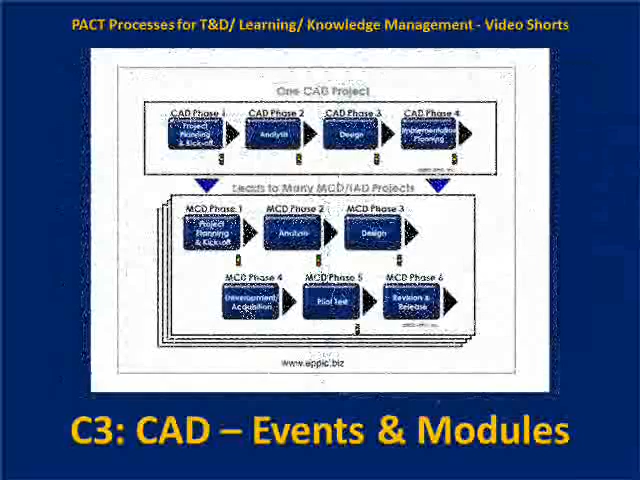 PACT Processes for T&D/ Learning/ Knowledge Management - Video Shorts
One CAD Project
CAD Phase 1 CAD Phase 2 CAD Phase 3 CAD Phase 4
Project Planning & Kick-off Analysis Design Implementation Planning
Leads to Many MCD/IAD Projects
MCD Phase 1 MCD Phase 2 MCD Phase 3
Project Planning & Kick-off Analysis Design
MCD Phase 4 MCD Phase 5 MCD Phase 6
Development/ Acquisition Pilot Test Revision & Release
www.eppic.biz
C3: CAD – Events & Modules